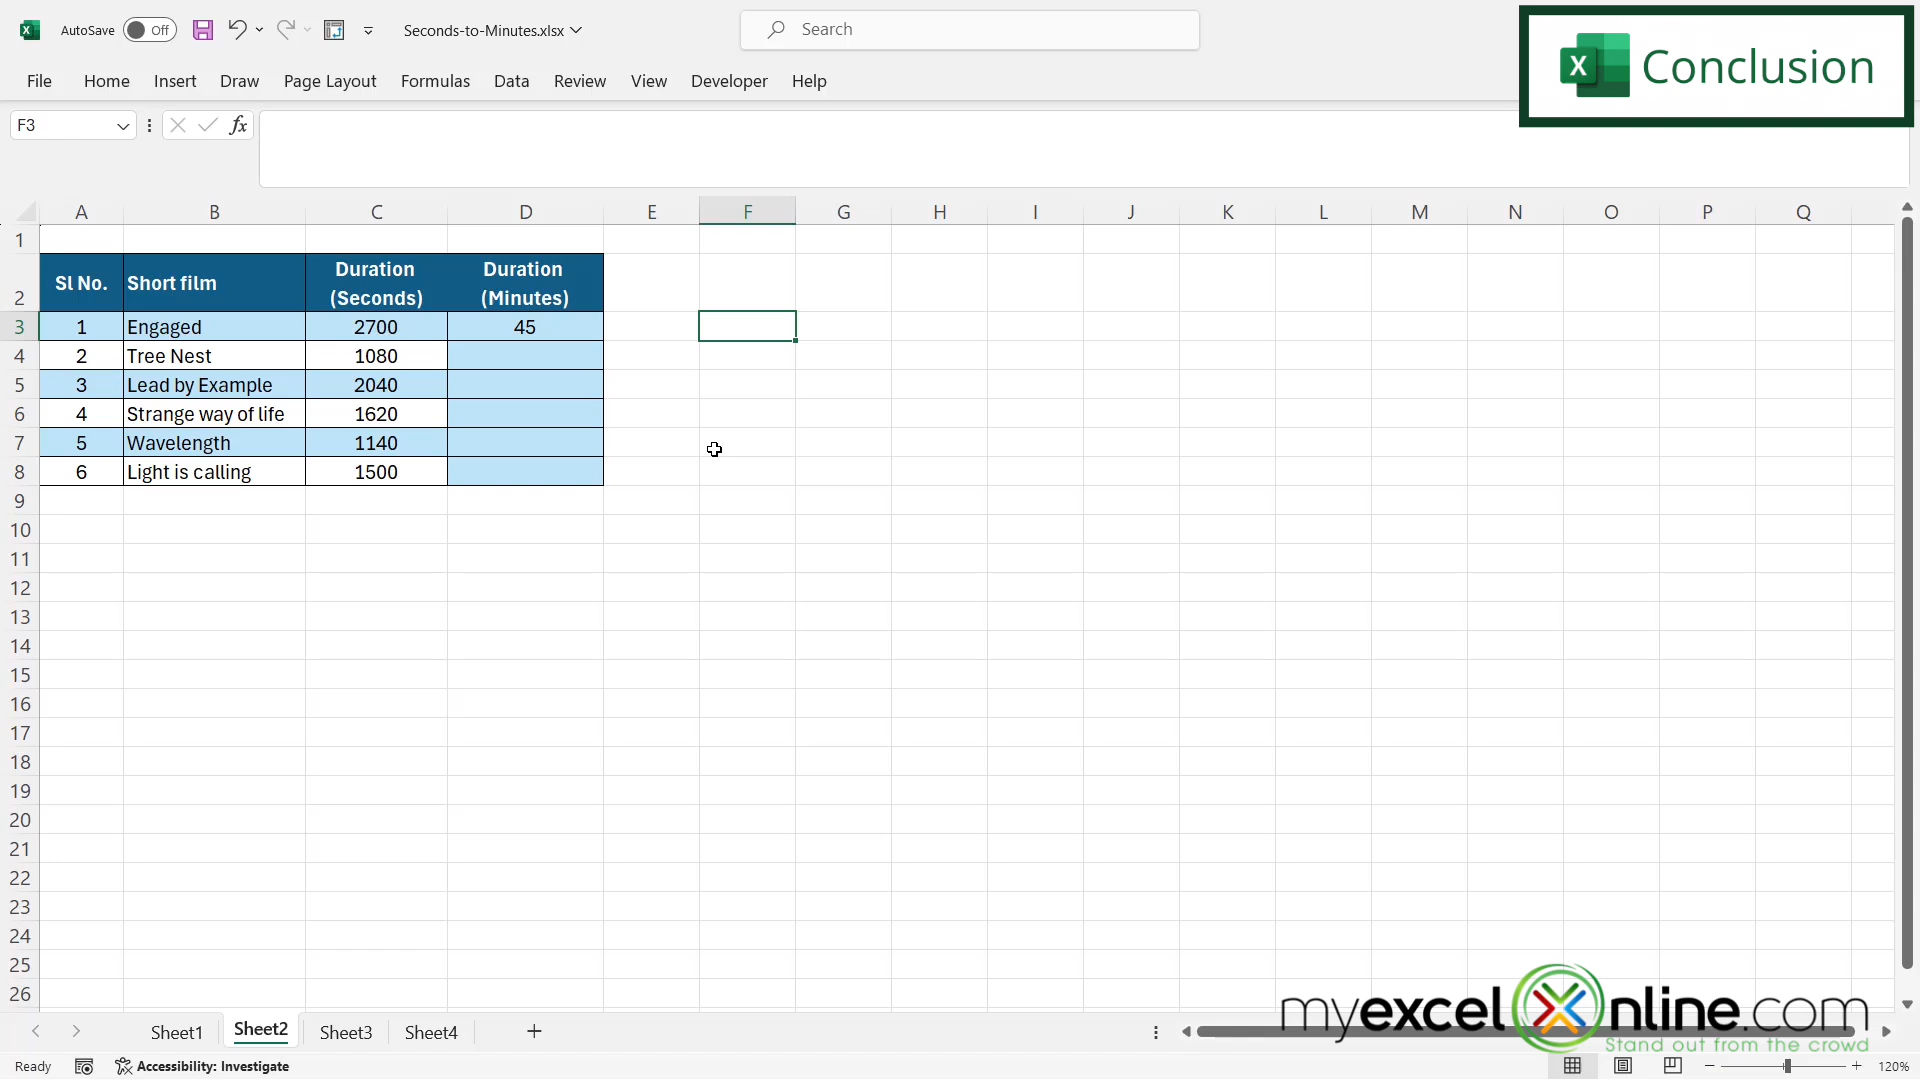 AutoSave Off Seconds-to-Minutes.xlsx Search
X Conclusion
File Home Insert Draw Page Layout Formulas Data Review View Developer Help
F3 fx
A B C D E F G H I J K L M N O P Q
1
2 Sl No. Short film Duration (Seconds) Duration (Minutes)
3 1 Engaged 2700 45
4 2 Tree Nest 1080
5 3 Lead by Example 2040
6 4 Strange way of life 1620
7 5 Wavelength 1140
8 6 Light is calling 1500
9
10
11
12
13
14
15
16
17
18
19
20
21
22
23
24
25
26
myexcelonline.com
Stand out from the crowd
Sheet1 Sheet2 Sheet3 Sheet4 +
Ready Accessibility: Investigate 120%